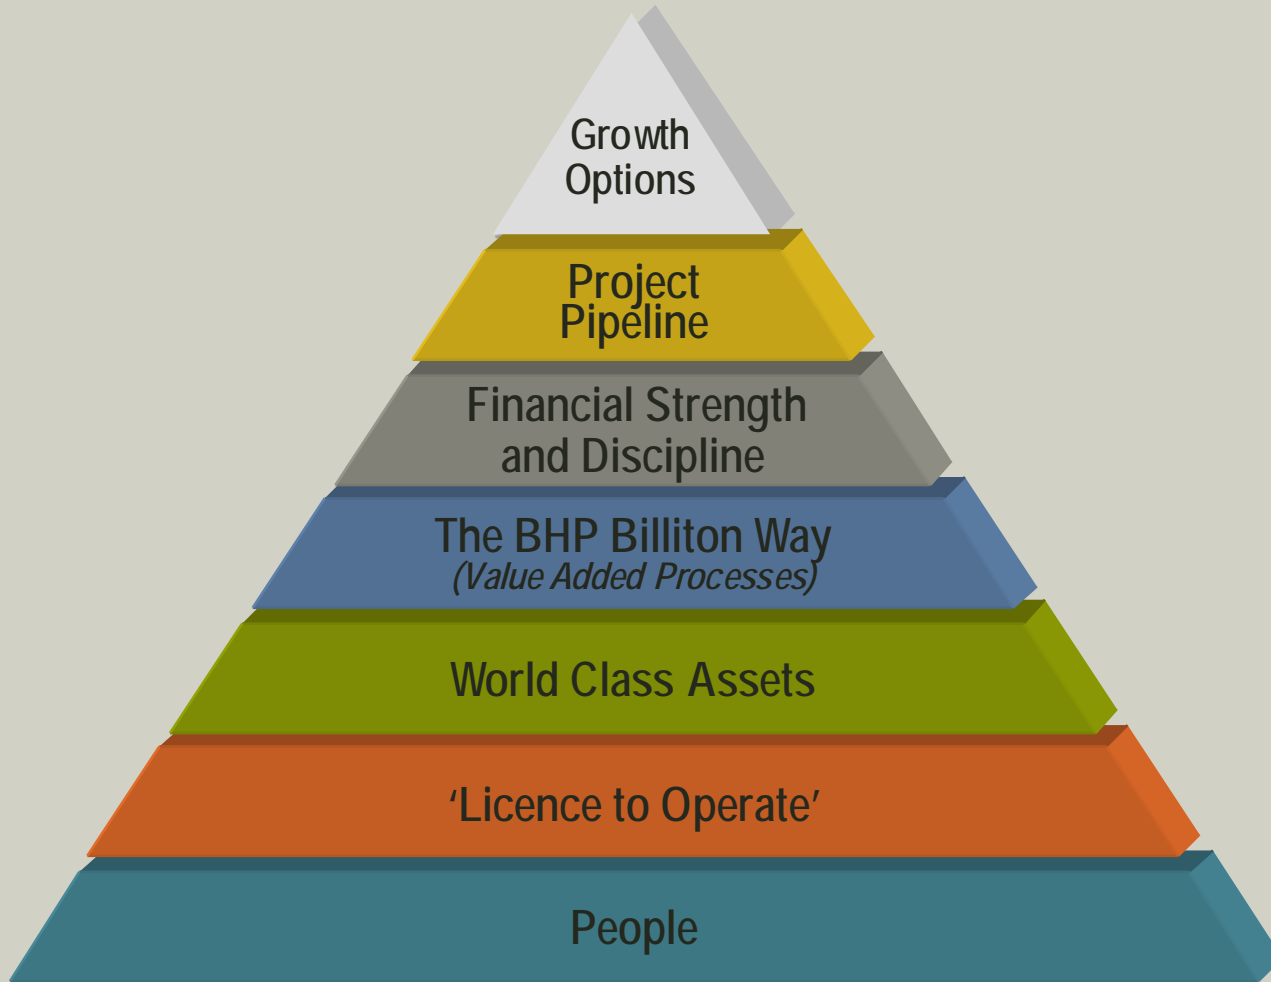 Growth
Options
Project
Pipeline
Financial Strength
and Discipline
The BHP Billiton Way
(Value Added Processes)
World Class Assets
‘Licence to Operate’
People